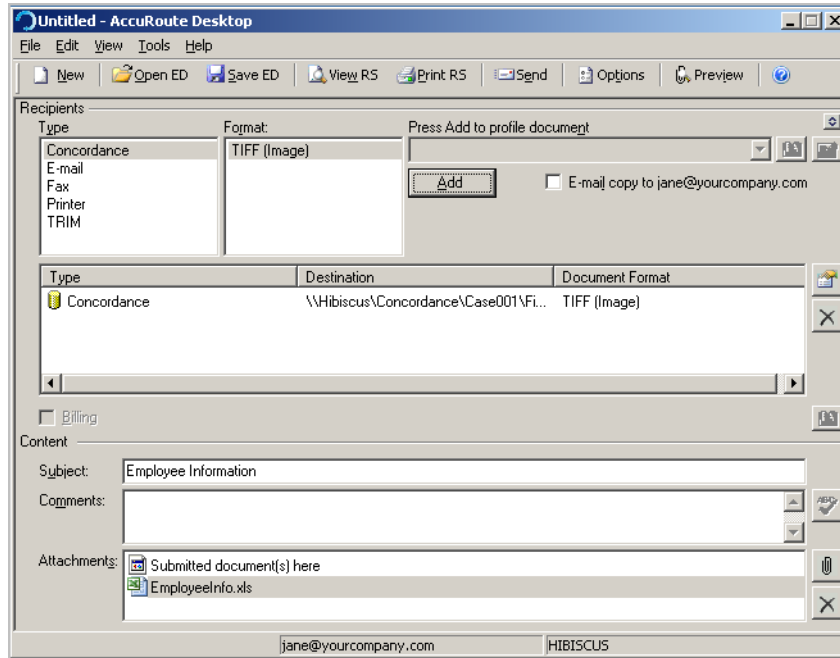 Untitled - AccuRoute Desktop
File Edit View Tools Help
New Open ED Save ED View RS Print RS Send Options Preview
Recipients
Type Format: Press Add to profile document
Concordance TIFF (Image)
E-mail Add E-mail copy to jane@yourcompany.com
Fax
Printer
TRIM
Type Destination Document Format
Concordance \\Hibiscus\Concordance\Case001\Fi... TIFF (Image)
Billing
Content
Subject: Employee Information
Comments:
ABC
Attachments: Submitted document(s) here
EmployeeInfo.xls
jane@yourcompany.com HIBISCUS